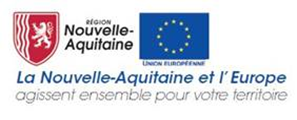 RÉGION
Nouvelle-
Aquitaine
UNION EUROPÉENNE
La Nouvelle-Aquitaine et l'Europe
agissent ensemble pour votre territoire